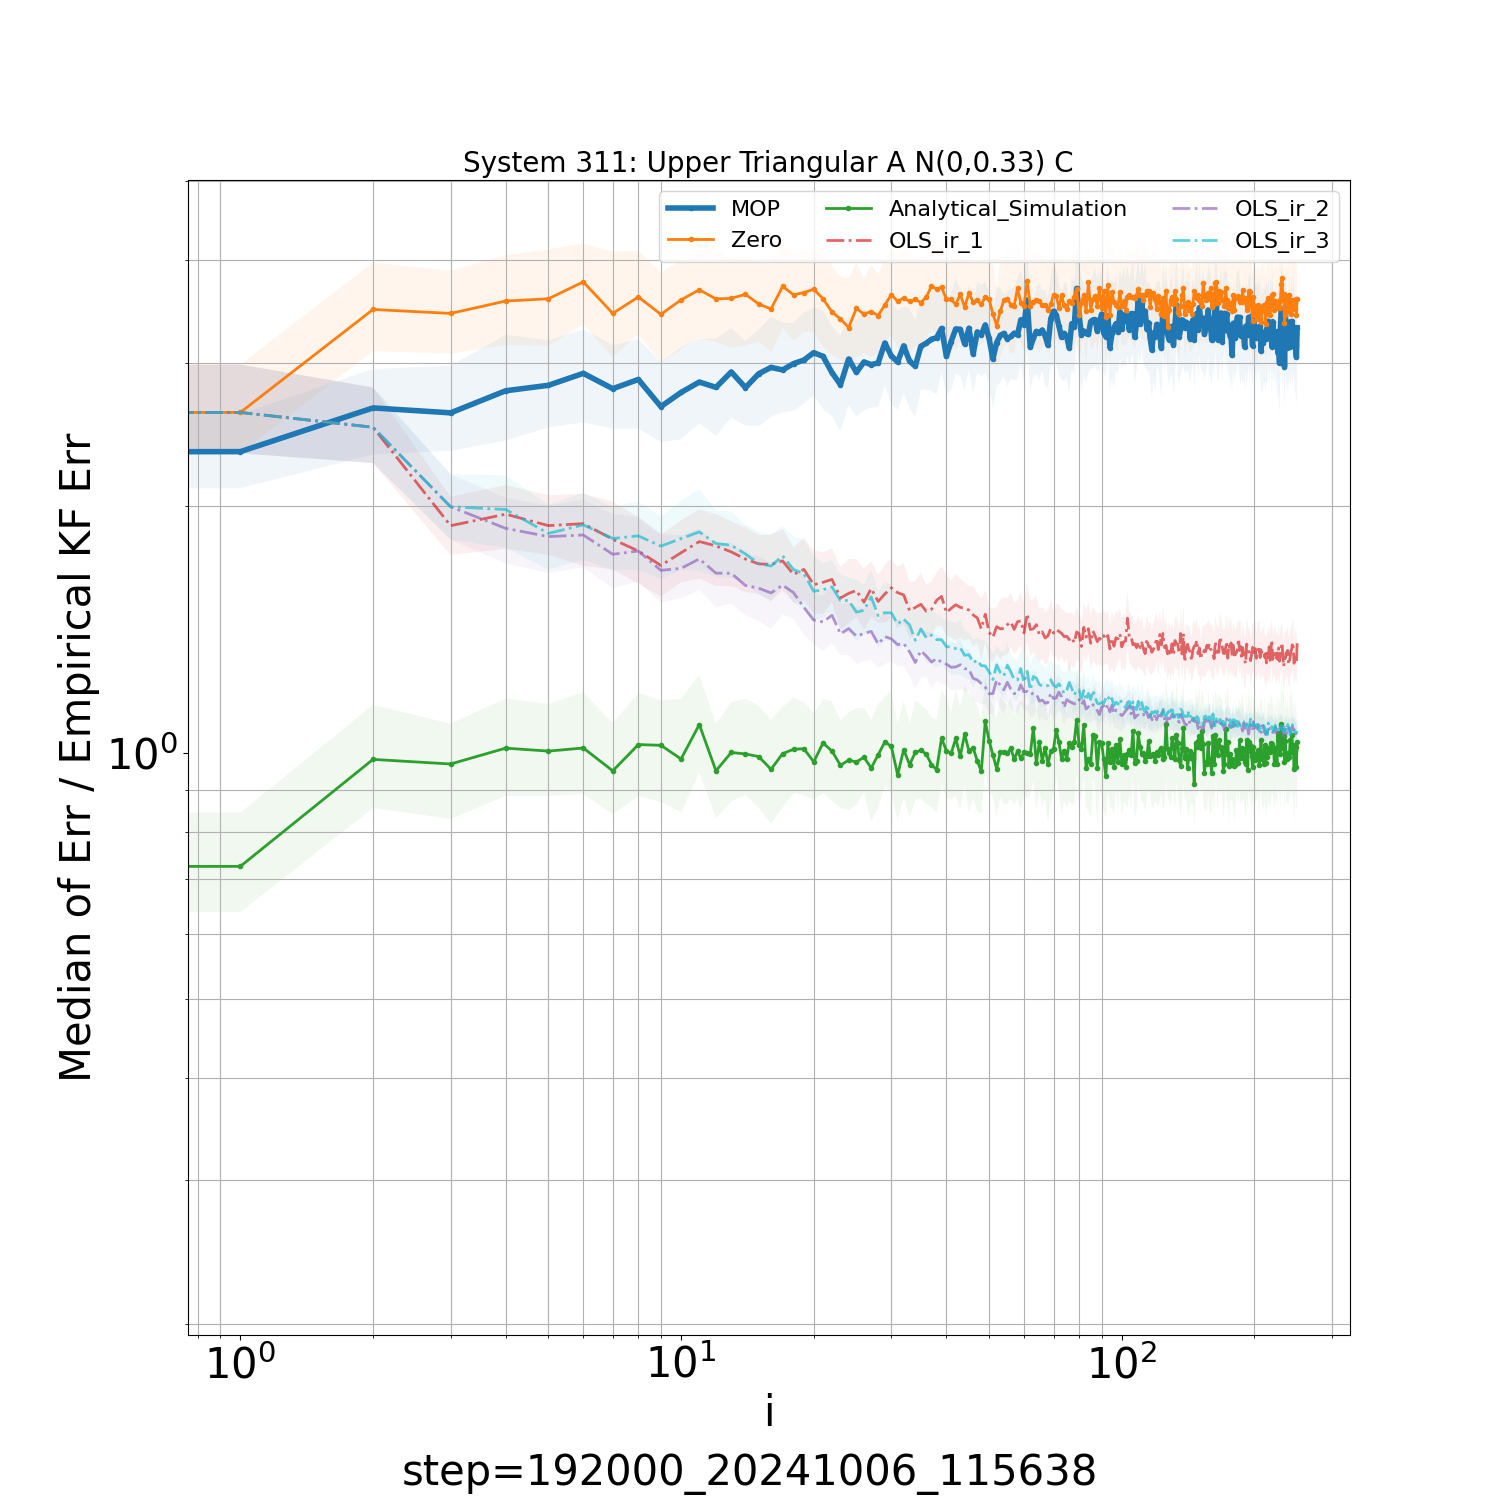 System 311: Upper Triangular A N(0,0.33) C
MOP
Zero
Analytical_Simulation
OLS_ir_1
OLS_ir_2
OLS_ir_3
Median of Err / Empirical KF Err
10⁰
10⁰ 10¹ 10²
i
step=192000_20241006_115638